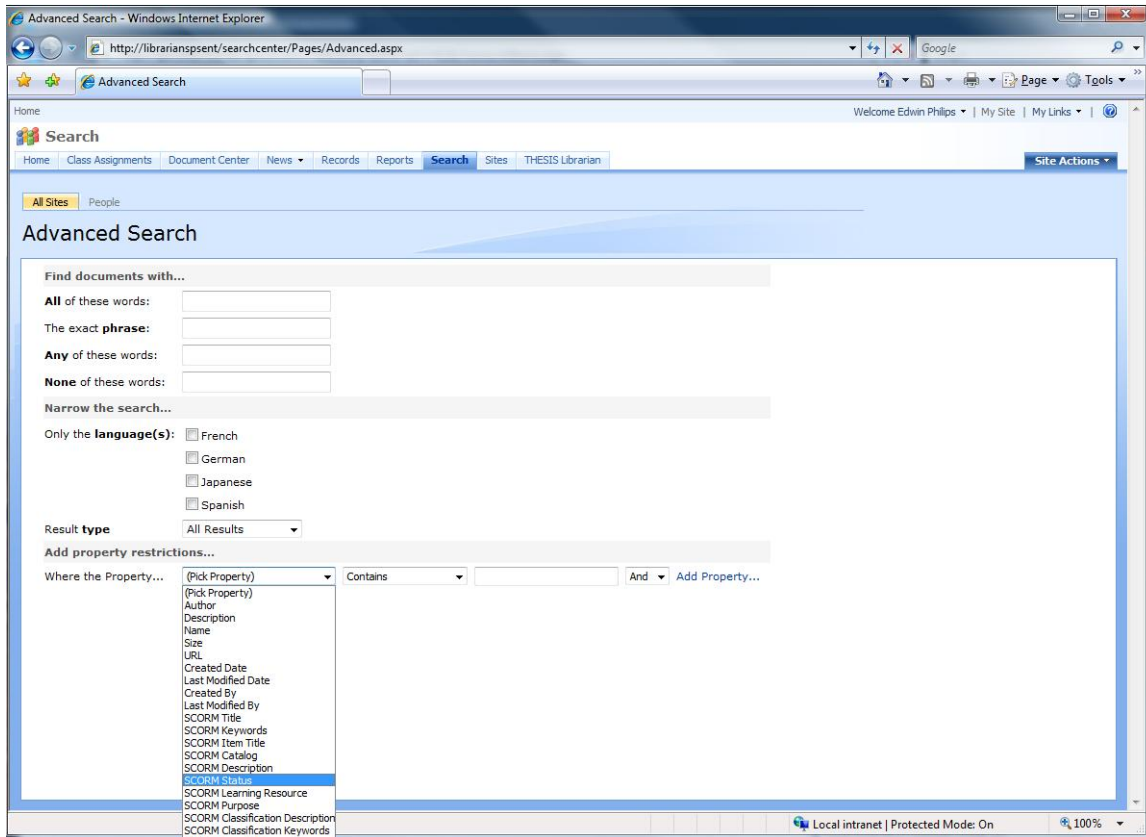 Advanced Search - Windows Internet Explorer
http://librarianspsent/searchcenter/Pages/Advanced.aspx Google
Advanced Search Page Tools
Home Welcome Edwin Philips | My Site | My Links |
Search
Home Class Assignments Document Center News Records Reports Search Sites THESIS Librarian Site Actions
All Sites People
Advanced Search
Find documents with...
All of these words:
The exact phrase:
Any of these words:
None of these words:
Narrow the search...
Only the language(s): French
German
Japanese
Spanish
Result type All Results
Add property restrictions...
Where the Property... (Pick Property) Contains And Add Property...
(Pick Property)
Author
Description
Name
Size
URL
Created Date
Last Modified Date
Created By
Last Modified By
SCORM Title
SCORM Keywords
SCORM Item Title
SCORM Catalog
SCORM Description
SCORM Status
SCORM Learning Resource
SCORM Purpose
SCORM Classification Description
SCORM Classification Keywords
Local intranet | Protected Mode: On 100%